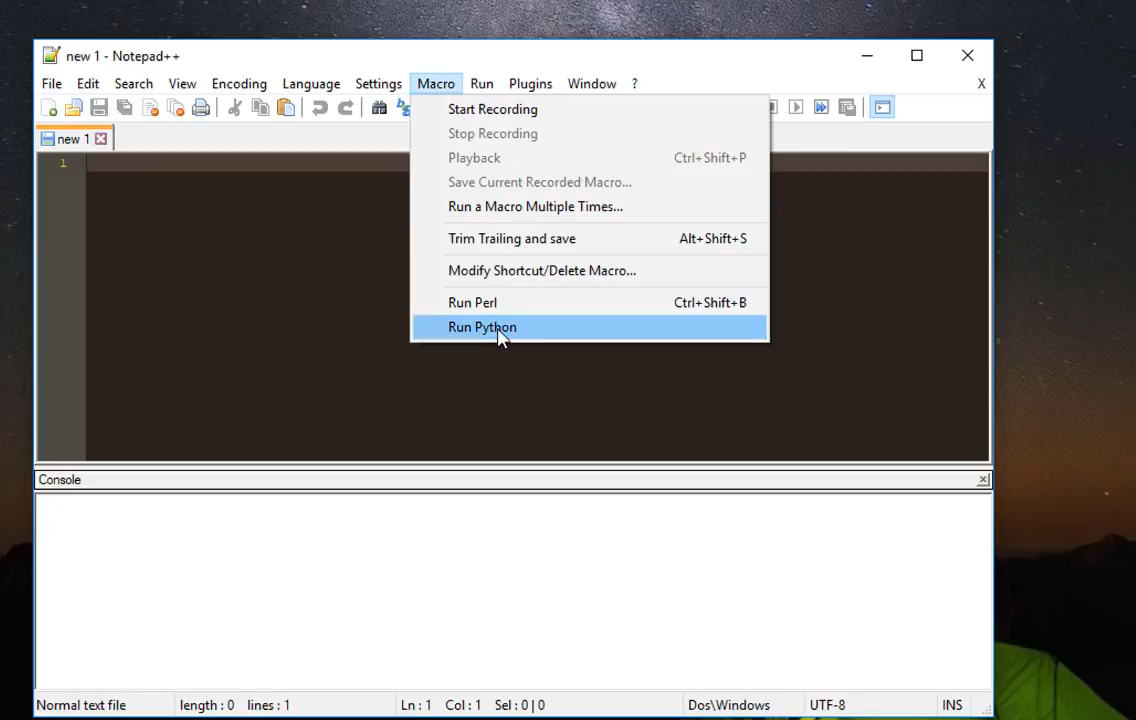 new 1 - Notepad++
File Edit Search View Encoding Language Settings Macro Run Plugins Window ? X
new 1
1
Start Recording
Stop Recording
Playback Ctrl+Shift+P
Save Current Recorded Macro...
Run a Macro Multiple Times...
Trim Trailing and save Alt+Shift+S
Modify Shortcut/Delete Macro...
Run Perl Ctrl+Shift+B
Run Python
Console
Normal text file length : 0 lines : 1 Ln : 1 Col : 1 Sel : 0 | 0 Dos\Windows UTF-8 INS